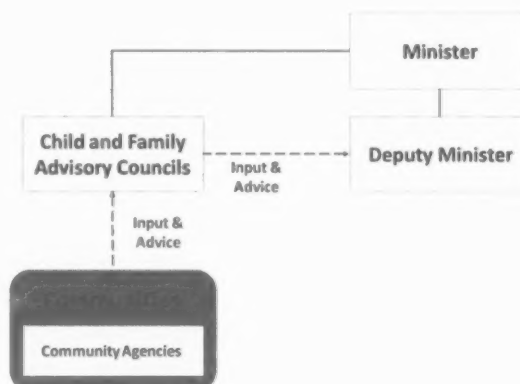 Minister
Child and Family
Advisory Councils
Input &
Advice
Deputy Minister
Input &
Advice
Community Agencies